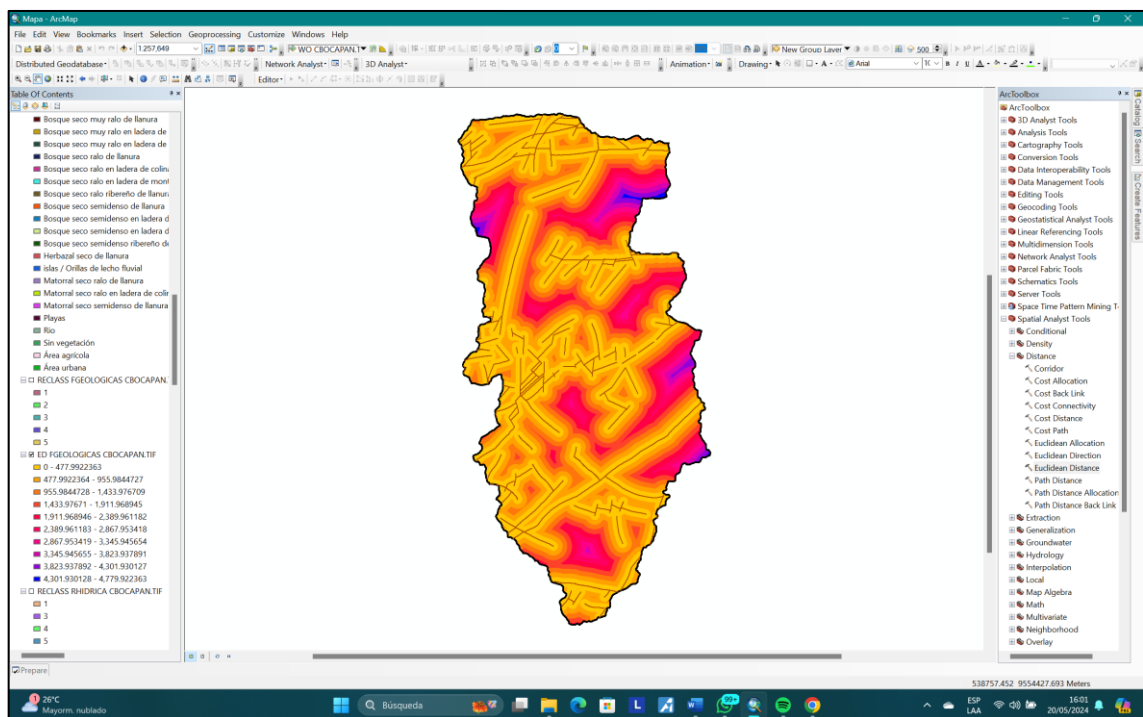 Mapa - ArcMap
File Edit View Bookmarks Insert Selection Geoprocessing Customize Windows Help
1:257,649 WO CBOCAPAN.T New Group Layer 500
Distributed Geodatabase Network Analyst 3D Analyst Animation Drawing A Arial 10 B I U A
Editor
Table Of Contents
Bosque seco muy ralo de llanura
Bosque seco muy ralo en ladera de
Bosque seco muy ralo en ladera de
Bosque seco ralo de llanura
Bosque seco ralo en ladera de colin
Bosque seco ralo en ladera de mont
Bosque seco ralo ribereño de llanura
Bosque seco semidenso de llanura
Bosque seco semidenso en ladera d
Bosque seco semidenso en ladera d
Bosque seco semidenso ribereño de
Herbazal seco de llanura
islas / Orillas de lecho fluvial
Matorral seco ralo de llanura
Matorral seco ralo en ladera de colir
Matorral seco semidenso de llanura
Playas
Rio
Sin vegetación
Área agrícola
Área urbana
RECLASS FGEOLOGICAS CBOCAPAN.
1
2
3
4
5
ED FGEOLOGICAS CBOCAPAN.TIF
0 - 477.9922363
477.9922364 - 955.9844727
955.9844728 - 1,433.976709
1,433.97671 - 1,911.968945
1,911.968946 - 2,389.961182
2,389.961183 - 2,867.953418
2,867.953419 - 3,345.945654
3,345.945655 - 3,823.937891
3,823.937892 - 4,301.930127
4,301.930128 - 4,779.922363
RECLASS RHIDRICA CBOCAPAN.TIF
1
3
4
5
Prepare
ArcToolbox
ArcToolbox
3D Analyst Tools
Analysis Tools
Cartography Tools
Conversion Tools
Data Interoperability Tools
Data Management Tools
Editing Tools
Geocoding Tools
Geostatistical Analyst Tools
Linear Referencing Tools
Multidimension Tools
Network Analyst Tools
Parcel Fabric Tools
Schematics Tools
Server Tools
Space Time Pattern Mining T
Spatial Analyst Tools
Conditional
Density
Distance
Corridor
Cost Allocation
Cost Back Link
Cost Connectivity
Cost Distance
Cost Path
Euclidean Allocation
Euclidean Direction
Euclidean Distance
Path Distance
Path Distance Allocation
Path Distance Back Link
Extraction
Generalization
Groundwater
Hydrology
Interpolation
Local
Map Algebra
Math
Multivariate
Neighborhood
Overlay
Catalog
Search
Create Features
538757.452 9554427.693 Meters
1
26°C
Mayorm. nublado
Búsqueda
99+
ESP
LAA
16:01
20/05/2024